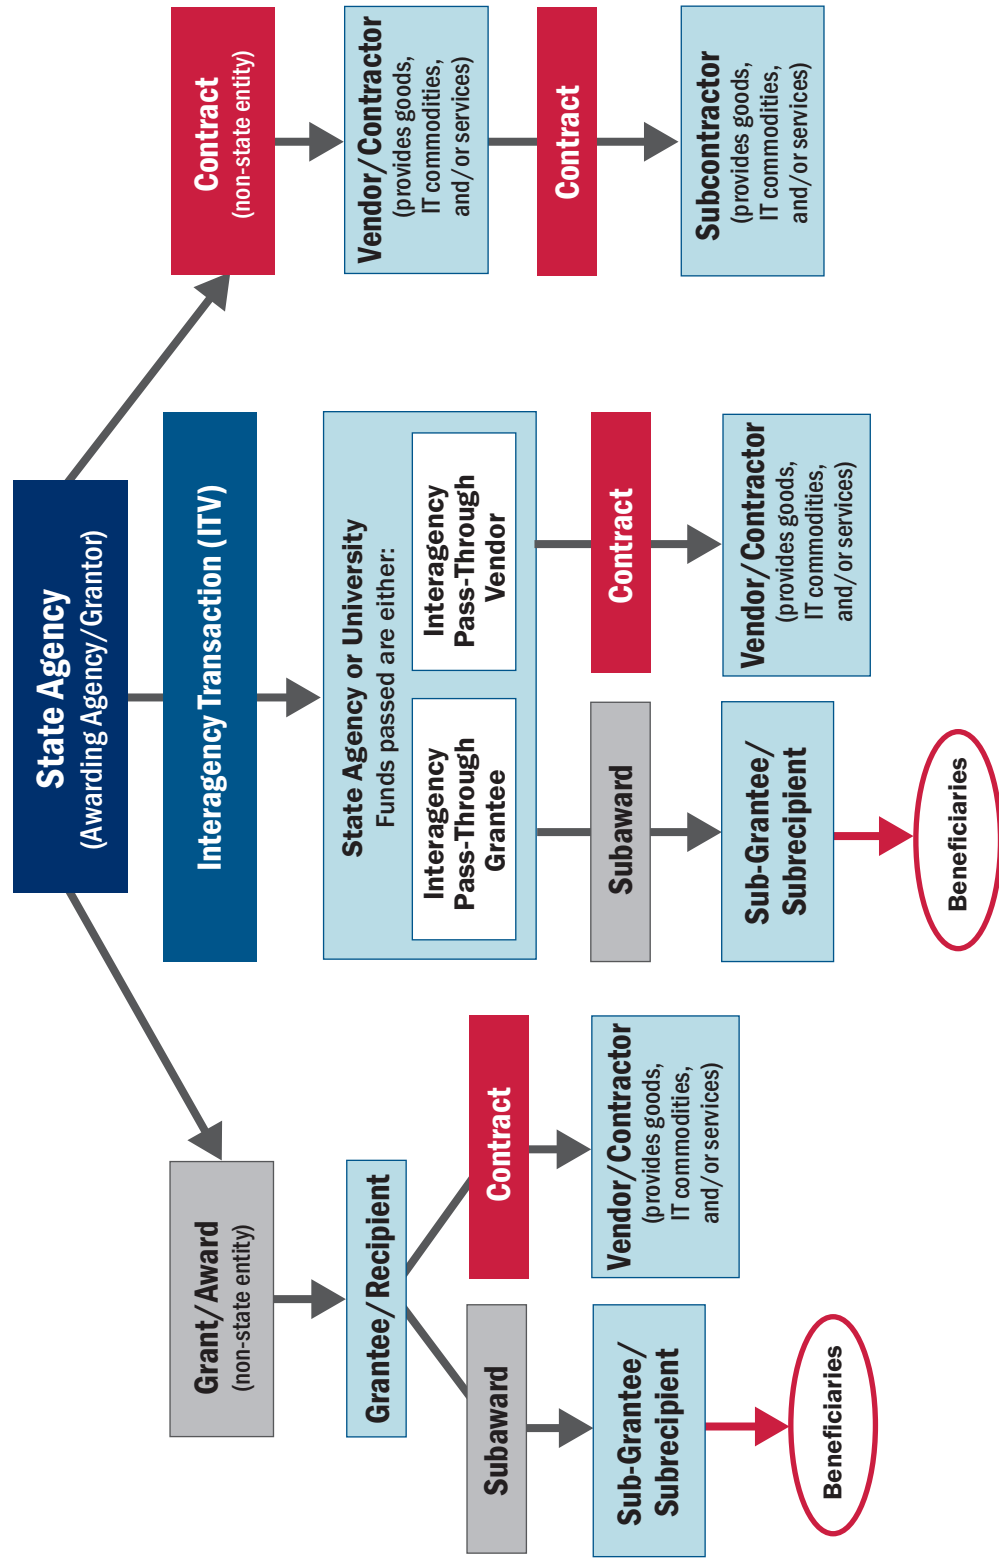 State Agency
(Awarding Agency/Grantor)
Grant/Award
(non-state entity)
Grantee/Recipient
Subaward
Sub-Grantee/
Subrecipient
Beneficiaries
Contract
Vendor/Contractor
(provides goods,
IT commodities,
and/or services)
Interagency Transaction (ITV)
State Agency or University
Funds passed are either:
Interagency
Pass-Through
Grantee
Interagency
Pass-Through
Vendor
Subaward
Sub-Grantee/
Subrecipient
Beneficiaries
Contract
Vendor/Contractor
(provides goods,
IT commodities,
and/or services)
Contract
(non-state entity)
Vendor/Contractor
(provides goods,
IT commodities,
and/or services)
Contract
Subcontractor
(provides goods,
IT commodities,
and/or services)